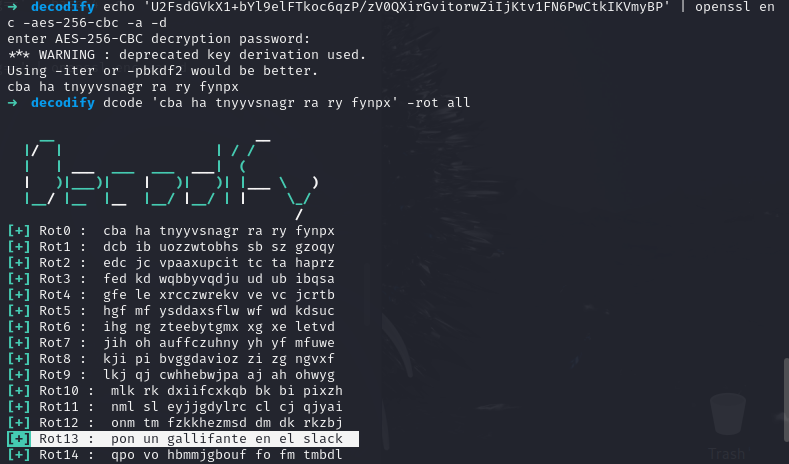 → decodify echo 'U2FsdGVkX1+bYl9elFTkoc6qzP/zV0QXirGvitorwZiIjKtv1FN6PwCtkIKVmyBP' | openssl en
c -aes-256-cbc -a -d
enter AES-256-CBC decryption password:
*** WARNING : deprecated key derivation used.
Using -iter or -pbkdf2 would be better.
cba ha tnyyvsnagr ra ry fynpx
→ decodify dcode 'cba ha tnyyvsnagr ra ry fynpx' -rot all
Decodify
[+] Rot0 : cba ha tnyyvsnagr ra ry fynpx
[+] Rot1 : dcb ib uozzwtobhs sb sz gzoqy
[+] Rot2 : edc jc vpaaxupcit tc ta haprz
[+] Rot3 : fed kd wqbbyvqdju ud ub ibqsa
[+] Rot4 : gfe le xrcczwrekv ve vc jcrtb
[+] Rot5 : hgf mf ysddaxsflw wf wd kdsuc
[+] Rot6 : ihg ng zteebytgmx xg xe letvd
[+] Rot7 : jih oh auffczuhny yh yf mfuwe
[+] Rot8 : kji pi bvggdavioz zi zg ngvxf
[+] Rot9 : lkj qj cwhhebwjpa aj ah ohwyg
[+] Rot10 : mlk rk dxiifcxkqb bk bi pixzh
[+] Rot11 : nml sl eyjjgdylrc cl cj qjyai
[+] Rot12 : onm tm fzkkhezmsd dm dk rkzbj
[+] Rot13 : pon un gallifante en el slack
[+] Rot14 : qpo vo hbmmjgbouf fo fm tmbdl
Trash